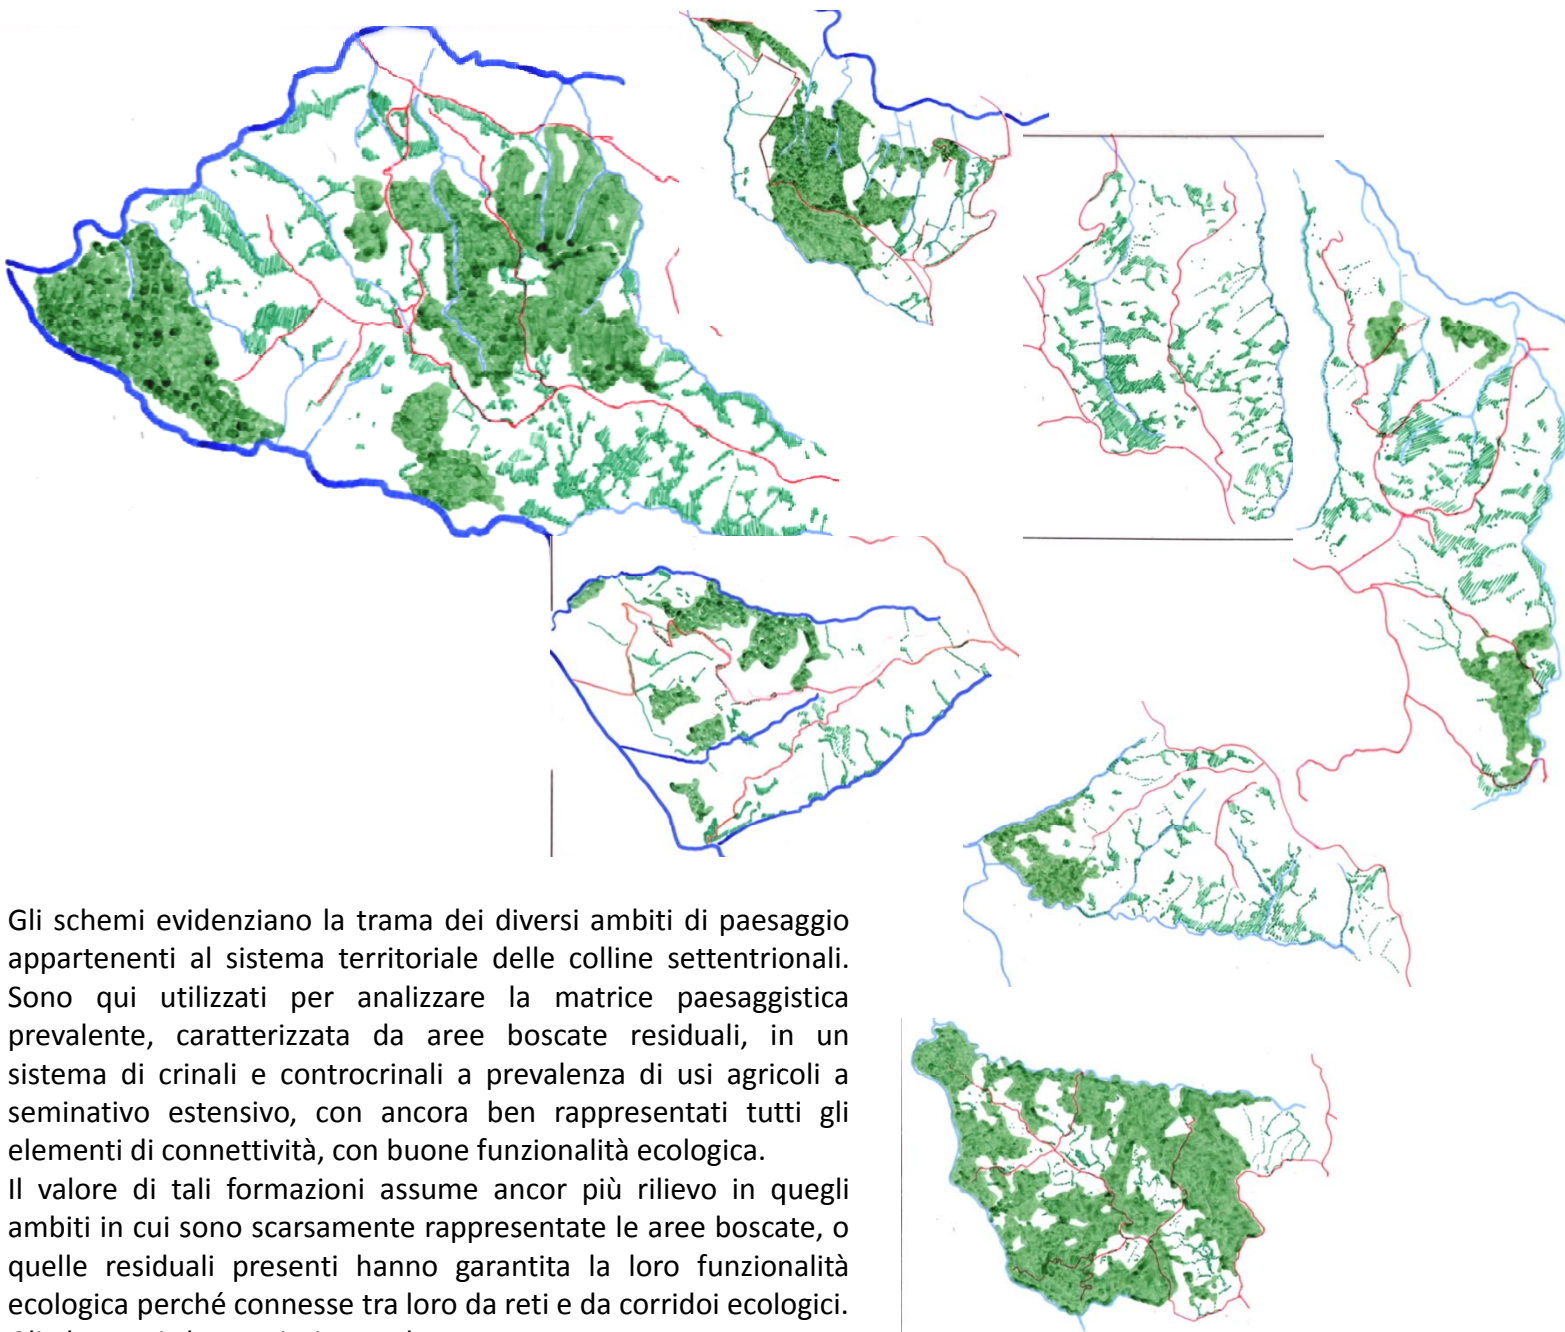 Gli schemi evidenziano la trama dei diversi ambiti di paesaggio
appartenenti al sistema territoriale delle colline settentrionali.
Sono qui utilizzati per analizzare la matrice paesaggistica
prevalente, caratterizzata da aree boscate residuali, in un
sistema di crinali e controcrinali a prevalenza di usi agricoli a
seminativo estensivo, con ancora ben rappresentati tutti gli
elementi di connettività, con buone funzionalità ecologica.
Il valore di tali formazioni assume ancor più rilievo in quegli
ambiti in cui sono scarsamente rappresentate le aree boscate, o
quelle residuali presenti hanno garantita la loro funzionalità
ecologica perché connesse tra loro da reti e da corridoi ecologici.